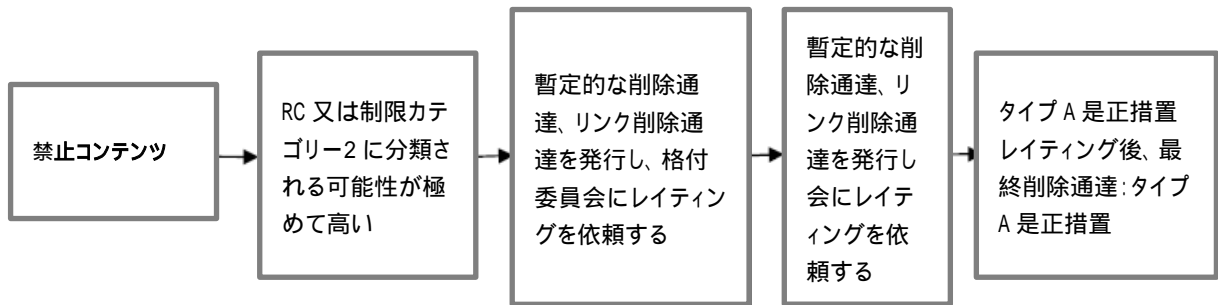 禁止コンテンツ
RC 又は制限カテ
ゴリー2 に分類さ
れる可能性が極
めて高い
暫定的な削除通
達、リンク削除通
達を発行し、格付
委員会にレイティン
グを依頼する
暫定的な削
除通達、リ
ンク削除通
達を発行し
会にレイテ
ィングを依
頼する
タイプ A 是正措置
レイティング後、最
終削除通達：タイプ
A 是正措置